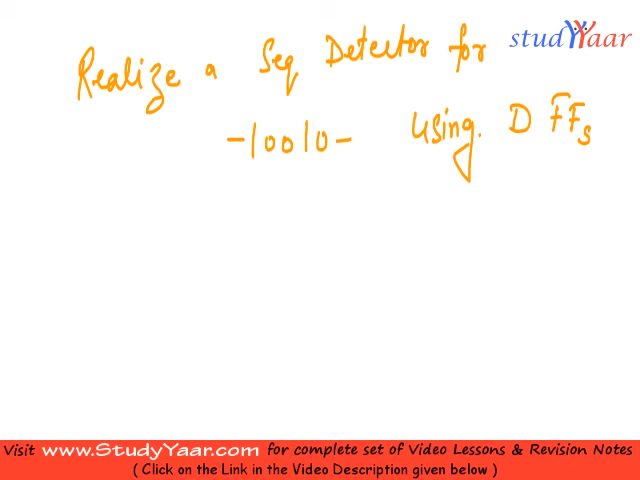 Realize a Seq Detector for
studYYaar
-10010- using. D FFs
Visit www.StudyYaar.com for complete set of Video Lessons & Revision Notes
( Click on the Link in the Video Description given below )